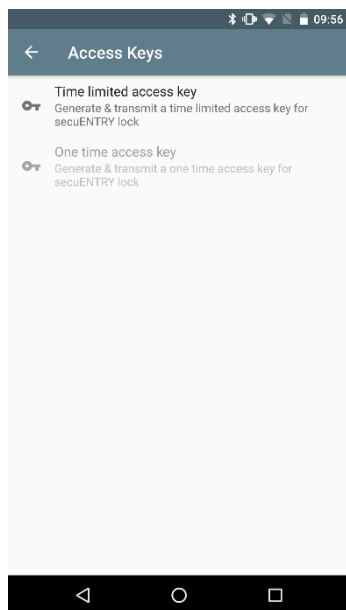 09:56
Access Keys
Time limited access key
Generate & transmit a time limited access key for
secuENTRY lock
One time access key
Generate & transmit a one time access key for
secuENTRY lock